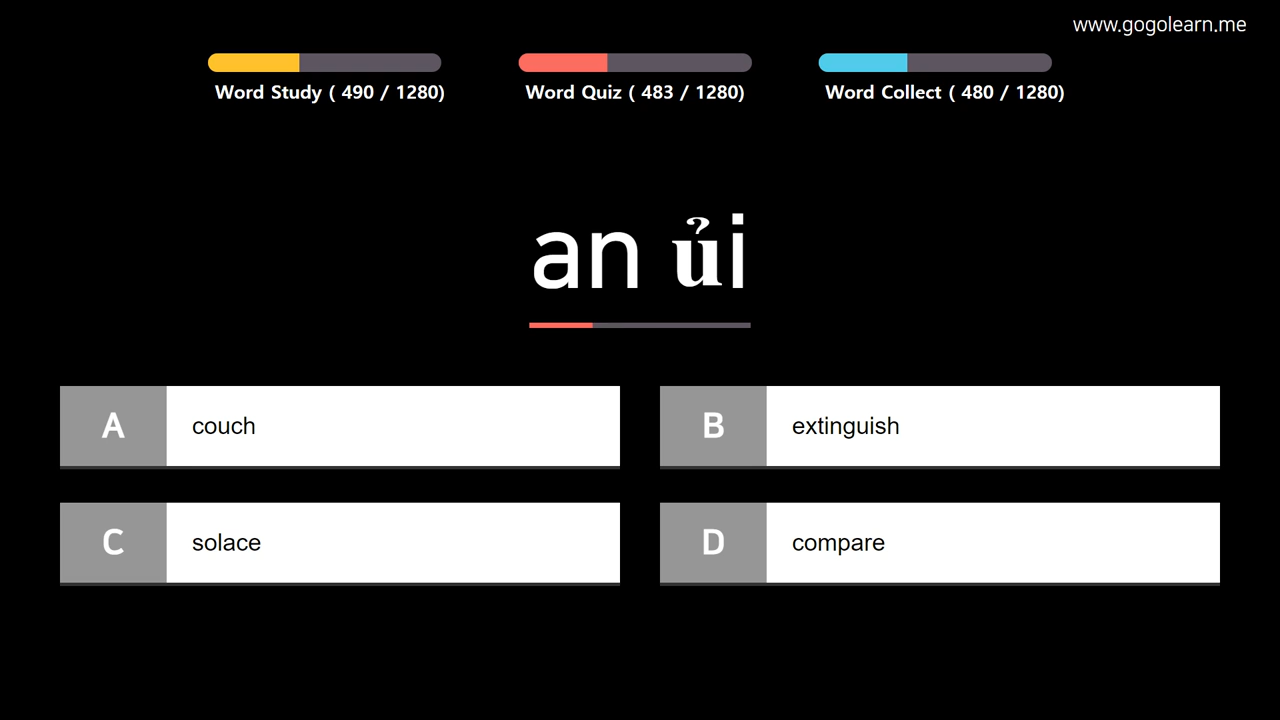 www.gogolearn.me
Word Study ( 490 / 1280)
Word Quiz ( 483 / 1280)
Word Collect ( 480 / 1280)
an ủi
A couch
B extinguish
C solace
D compare